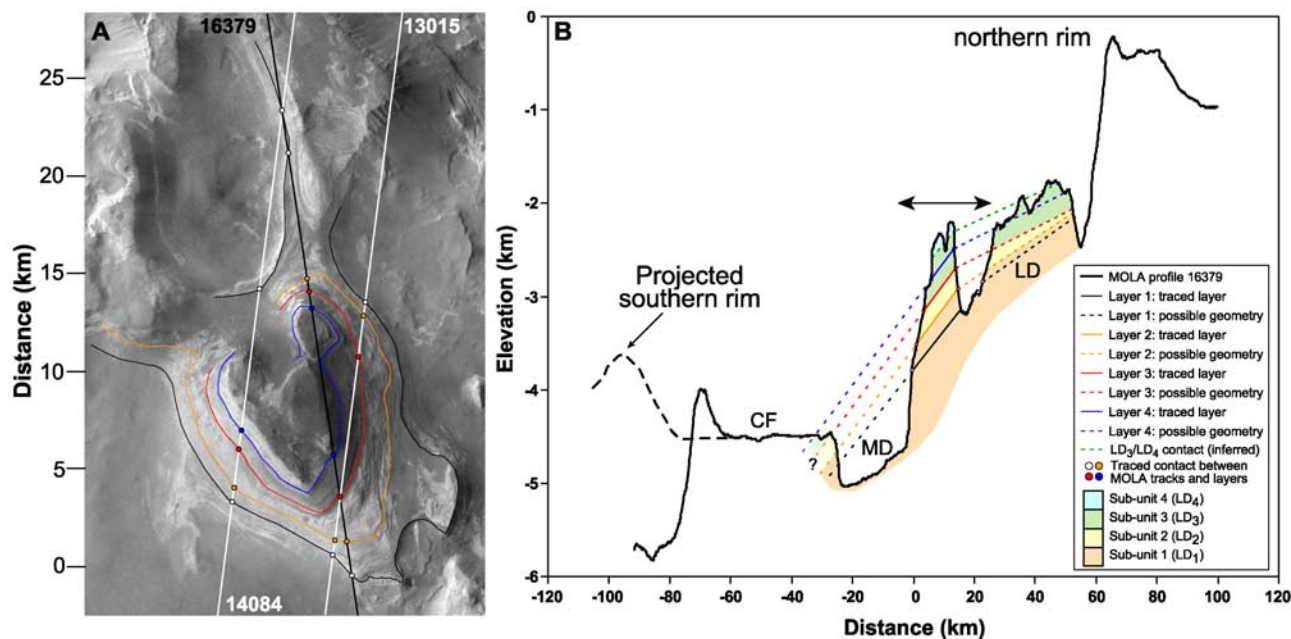 A
16379
13015
14084
25
20
15
10
5
0
Distance (km)
B
northern rim
Projected
southern rim
CF
MD
LD
?
-0
-1
-2
-3
-4
-5
-6
Elevation (km)
-120 -100 -80 -60 -40 -20 0 20 40 60 80 100
Distance (km)
MOLA profile 16379
Layer 1: traced layer
Layer 1: possible geometry
Layer 2: traced layer
Layer 2: possible geometry
Layer 3: traced layer
Layer 3: possible geometry
Layer 4: traced layer
Layer 4: possible geometry
LD3/LD4 contact (inferred)
Traced contact between
MOLA tracks and layers
Sub-unit 4 (LD4)
Sub-unit 3 (LD3)
Sub-unit 2 (LD2)
Sub-unit 1 (LD1)